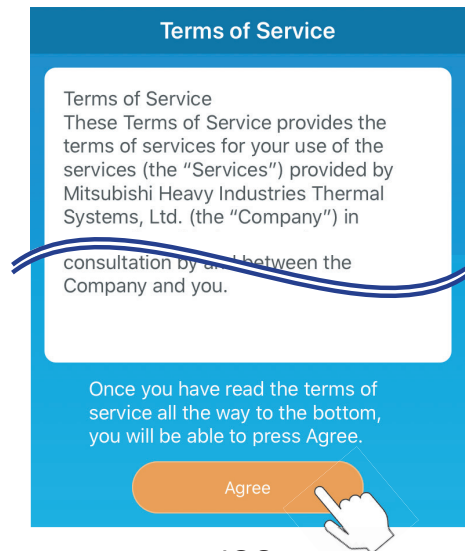 Terms of Service
Terms of Service
These Terms of Service provides the
terms of services for your use of the
services (the “Services”) provided by
Mitsubishi Heavy Industries Thermal
Systems, Ltd. (the “Company”) in
consultation by and between the
Company and you.
Once you have read the terms of
service all the way to the bottom,
you will be able to press Agree.
Agree